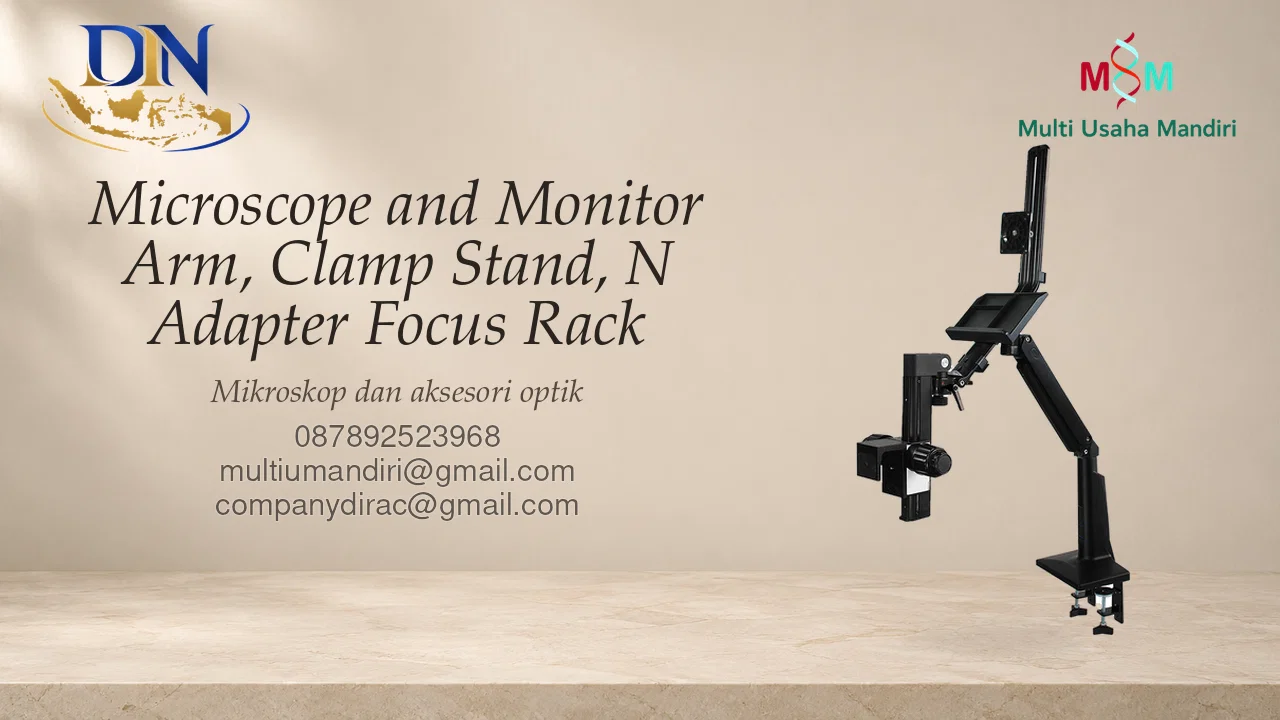 DN
M M
Multi Usaha Mandiri
Microscope and Monitor
Arm, Clamp Stand, N
Adapter Focus Rack
Mikroskop dan aksesori optik
087892523968
multiumandiri@gmail.com
companydirac@gmail.com